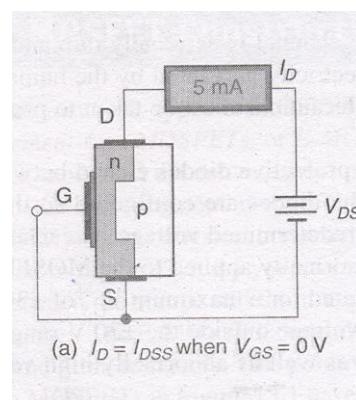 I_D
5 mA
D
n
G
p
V_DS
S
(a) I_D = I_DSS when V_GS = 0 V